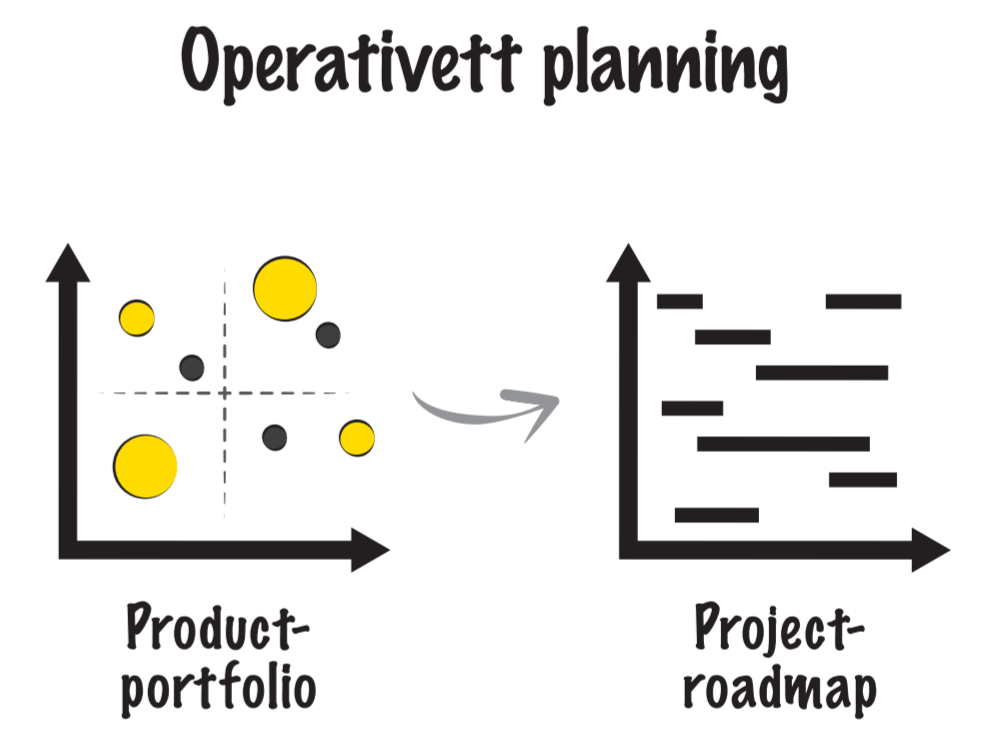 Operativett planning
Product-
portfolio
Project-
roadmap